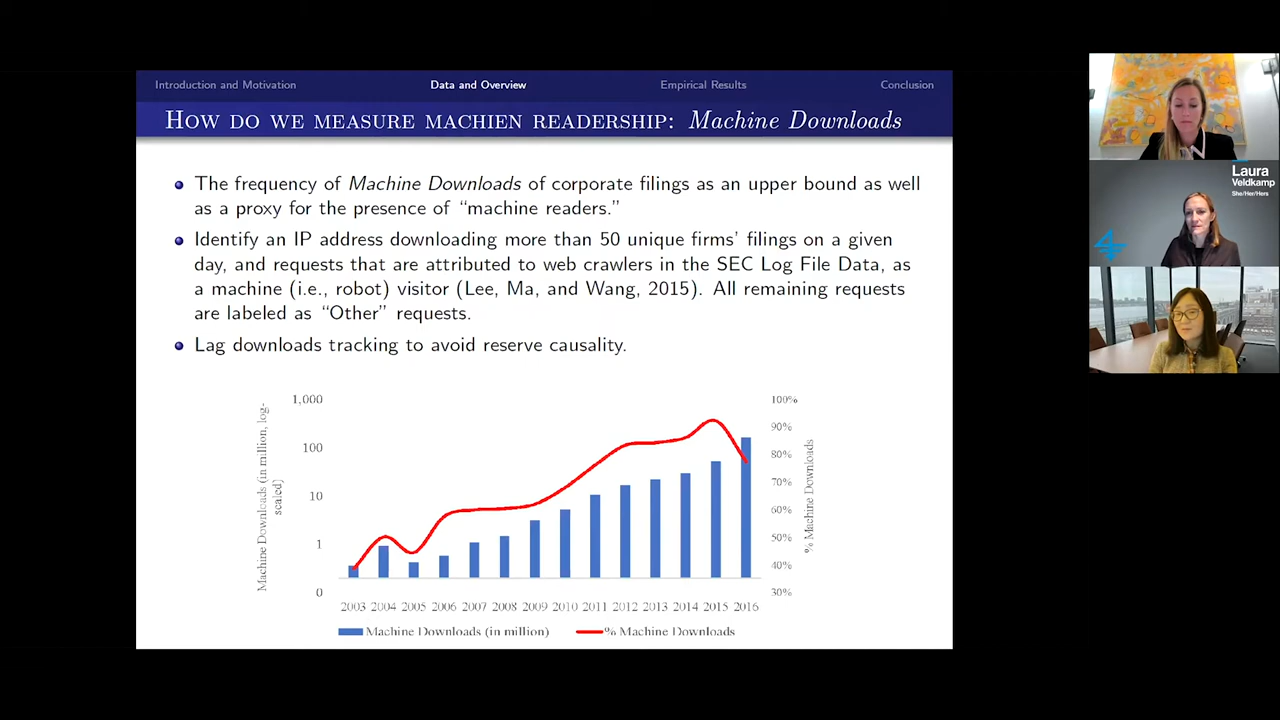 Introduction and Motivation Data and Overview Empirical Results Conclusion
HOW DO WE MEASURE MACHIEN READERSHIP: Machine Downloads
The frequency of Machine Downloads of corporate filings as an upper bound as well
as a proxy for the presence of “machine readers.”
Identify an IP address downloading more than 50 unique firms’ filings on a given
day, and requests that are attributed to web crawlers in the SEC Log File Data, as
a machine (i.e., robot) visitor (Lee, Ma, and Wang, 2015). All remaining requests
are labeled as “Other” requests.
Lag downloads tracking to avoid reserve causality.
Machine Downloads (in million, log-
scaled)
1,000
100
10
1
0
100%
90%
80%
70%
60%
50%
40%
30%
% Machine Downloads
2003 2004 2005 2006 2007 2008 2009 2010 2011 2012 2013 2014 2015 2016
Machine Downloads (in million) % Machine Downloads
Laura
Veldkamp
She/Her/Hers